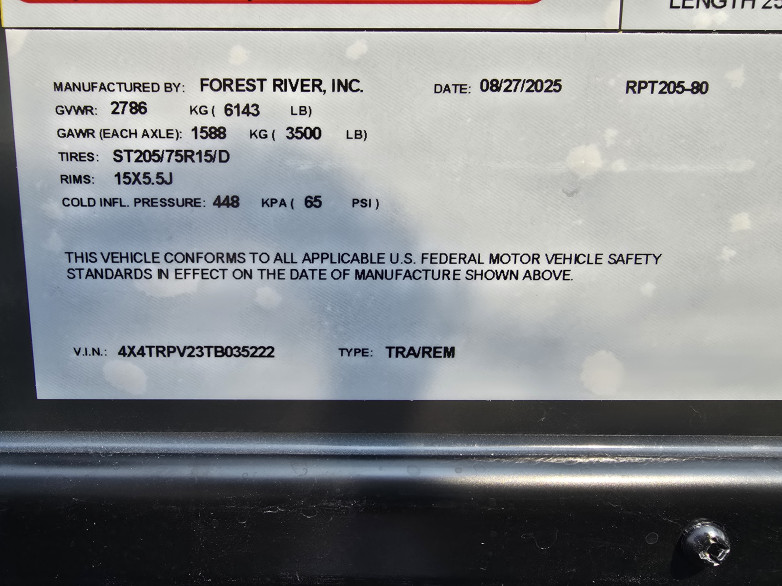 LENGTH 25
MANUFACTURED BY: FOREST RIVER, INC. DATE: 08/27/2025 RPT205-80
GVWR: 2786 KG ( 6143 LB)
GAWR (EACH AXLE): 1588 KG ( 3500 LB)
TIRES: ST205/75R15/D
RIMS: 15X5.5J
COLD INFL. PRESSURE: 448 KPA ( 65 PSI )
THIS VEHICLE CONFORMS TO ALL APPLICABLE U.S. FEDERAL MOTOR VEHICLE SAFETY
STANDARDS IN EFFECT ON THE DATE OF MANUFACTURE SHOWN ABOVE.
V.I.N.: 4X4TRPV23TB035222 TYPE: TRA/REM